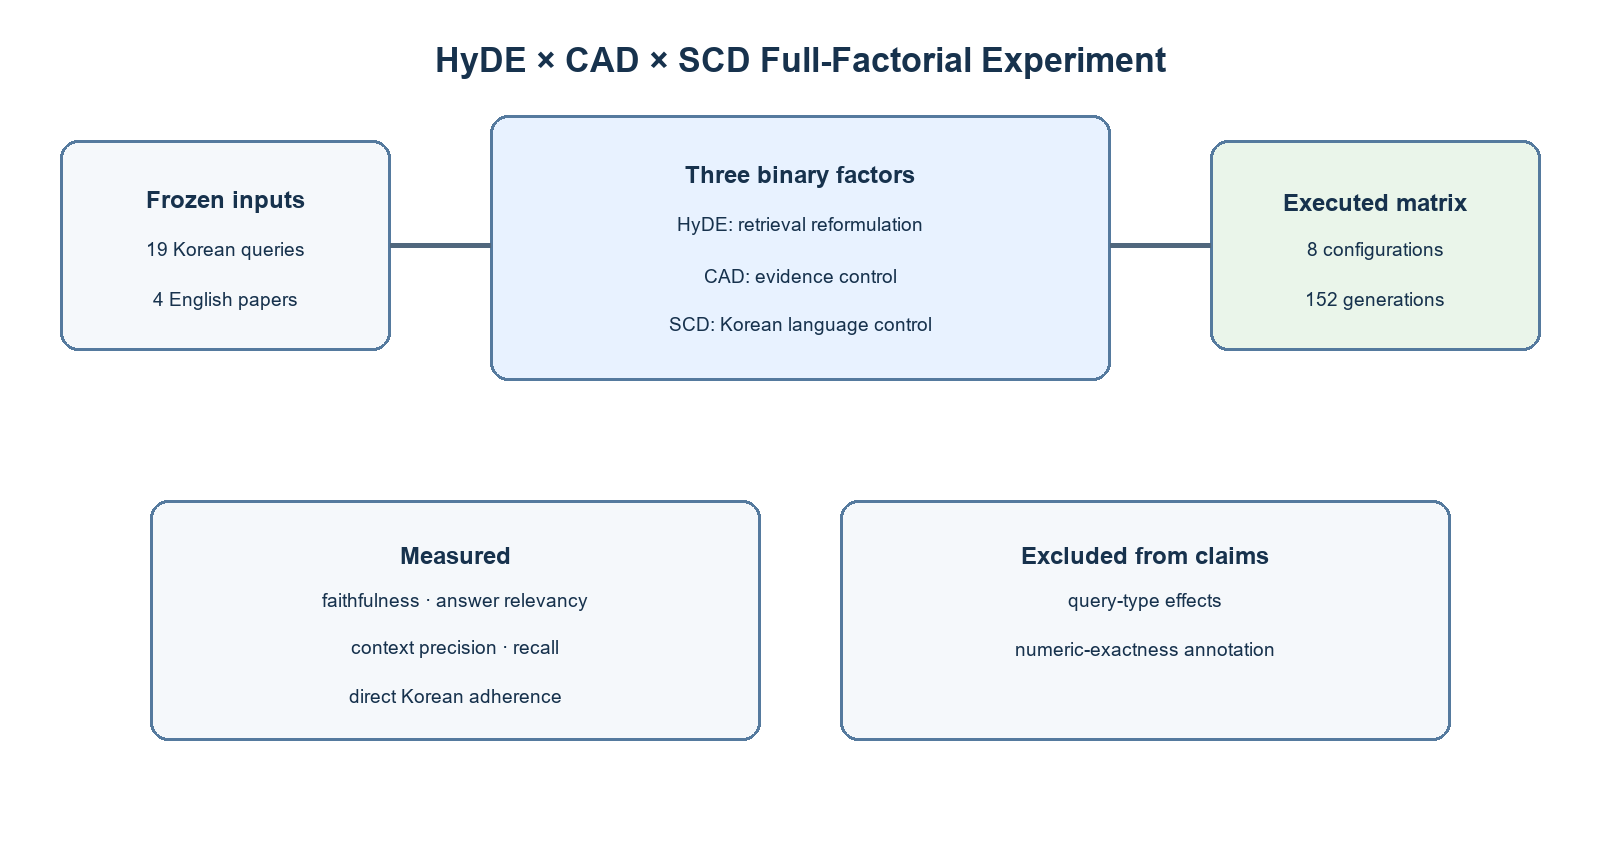 HyDE × CAD × SCD Full-Factorial Experiment
Frozen inputs
19 Korean queries
4 English papers
Three binary factors
HyDE: retrieval reformulation
CAD: evidence control
SCD: Korean language control
Executed matrix
8 configurations
152 generations
Measured
faithfulness · answer relevancy
context precision · recall
direct Korean adherence
Excluded from claims
query-type effects
numeric-exactness annotation